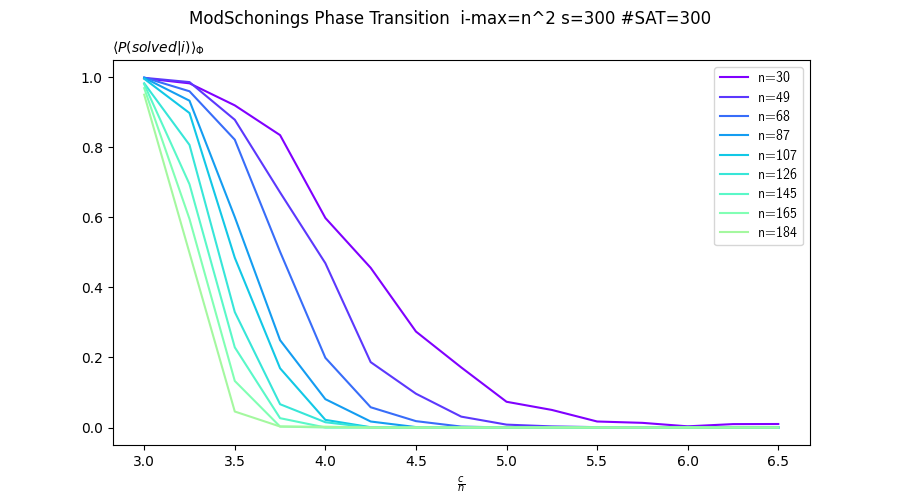 ModSchonings Phase Transition  i-max=n^2 s=300 #SAT=300
⟨P(solved|i)⟩Φ
1.0
0.8
0.6
0.4
0.2
0.0
n=30
n=49
n=68
n=87
n=107
n=126
n=145
n=165
n=184
3.0 3.5 4.0 4.5 5.0 5.5 6.0 6.5
c/n